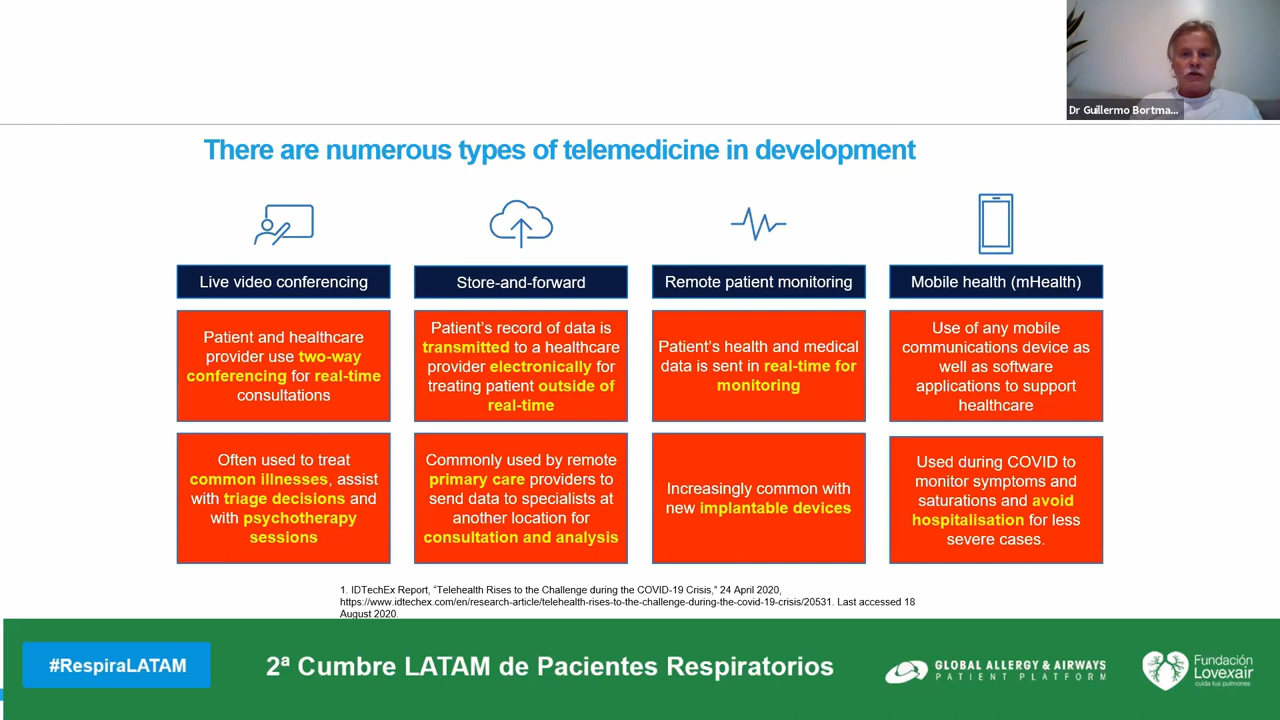 Dr Guillermo Bortma...
There are numerous types of telemedicine in development
Live video conferencing
Patient and healthcare
provider use two-way
conferencing for real-time
consultations
Often used to treat
common illnesses, assist
with triage decisions and
with psychotherapy
sessions
Store-and-forward
Patient's record of data is
transmitted to a healthcare
provider electronically for
treating patient outside of
real-time
Commonly used by remote
primary care providers to
send data to specialists at
another location for
consultation and analysis
Remote patient monitoring
Patient's health and medical
data is sent in real-time for
monitoring
Increasingly common with
new implantable devices
Mobile health (mHealth)
Use of any mobile
communications device as
well as software
applications to support
healthcare
Used during COVID to
monitor symptoms and
saturations and avoid
hospitalisation for less
severe cases.
1. IDTechEx Report, “Telehealth Rises to the Challenge during the COVID-19 Crisis,” 24 April 2020,
https://www.idtechex.com/en/research-article/telehealth-rises-to-the-challenge-during-the-covid-19-crisis/20531. Last accessed 18
August 2020.
#RespiraLATAM
2ª Cumbre LATAM de Pacientes Respiratorios
GLOBAL ALLERGY & AIRWAYS
PATIENT PLATFORM
Fundación
Lovexair
cuida tus pulmones